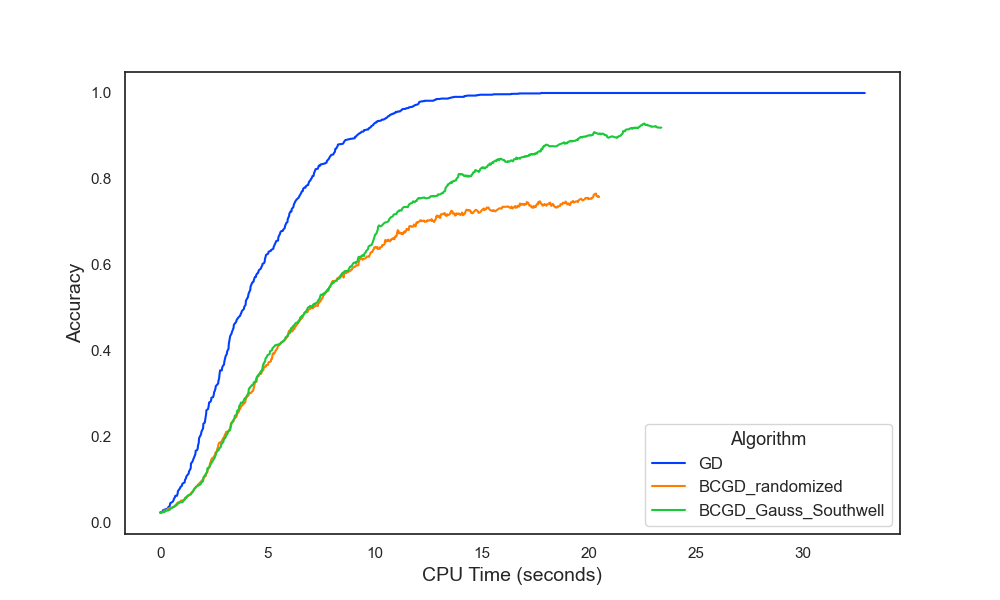 1.0
0.8
0.6
0.4
0.2
0.0
Accuracy
0 5 10 15 20 25 30
CPU Time (seconds)
Algorithm
GD
BCGD_randomized
BCGD_Gauss_Southwell